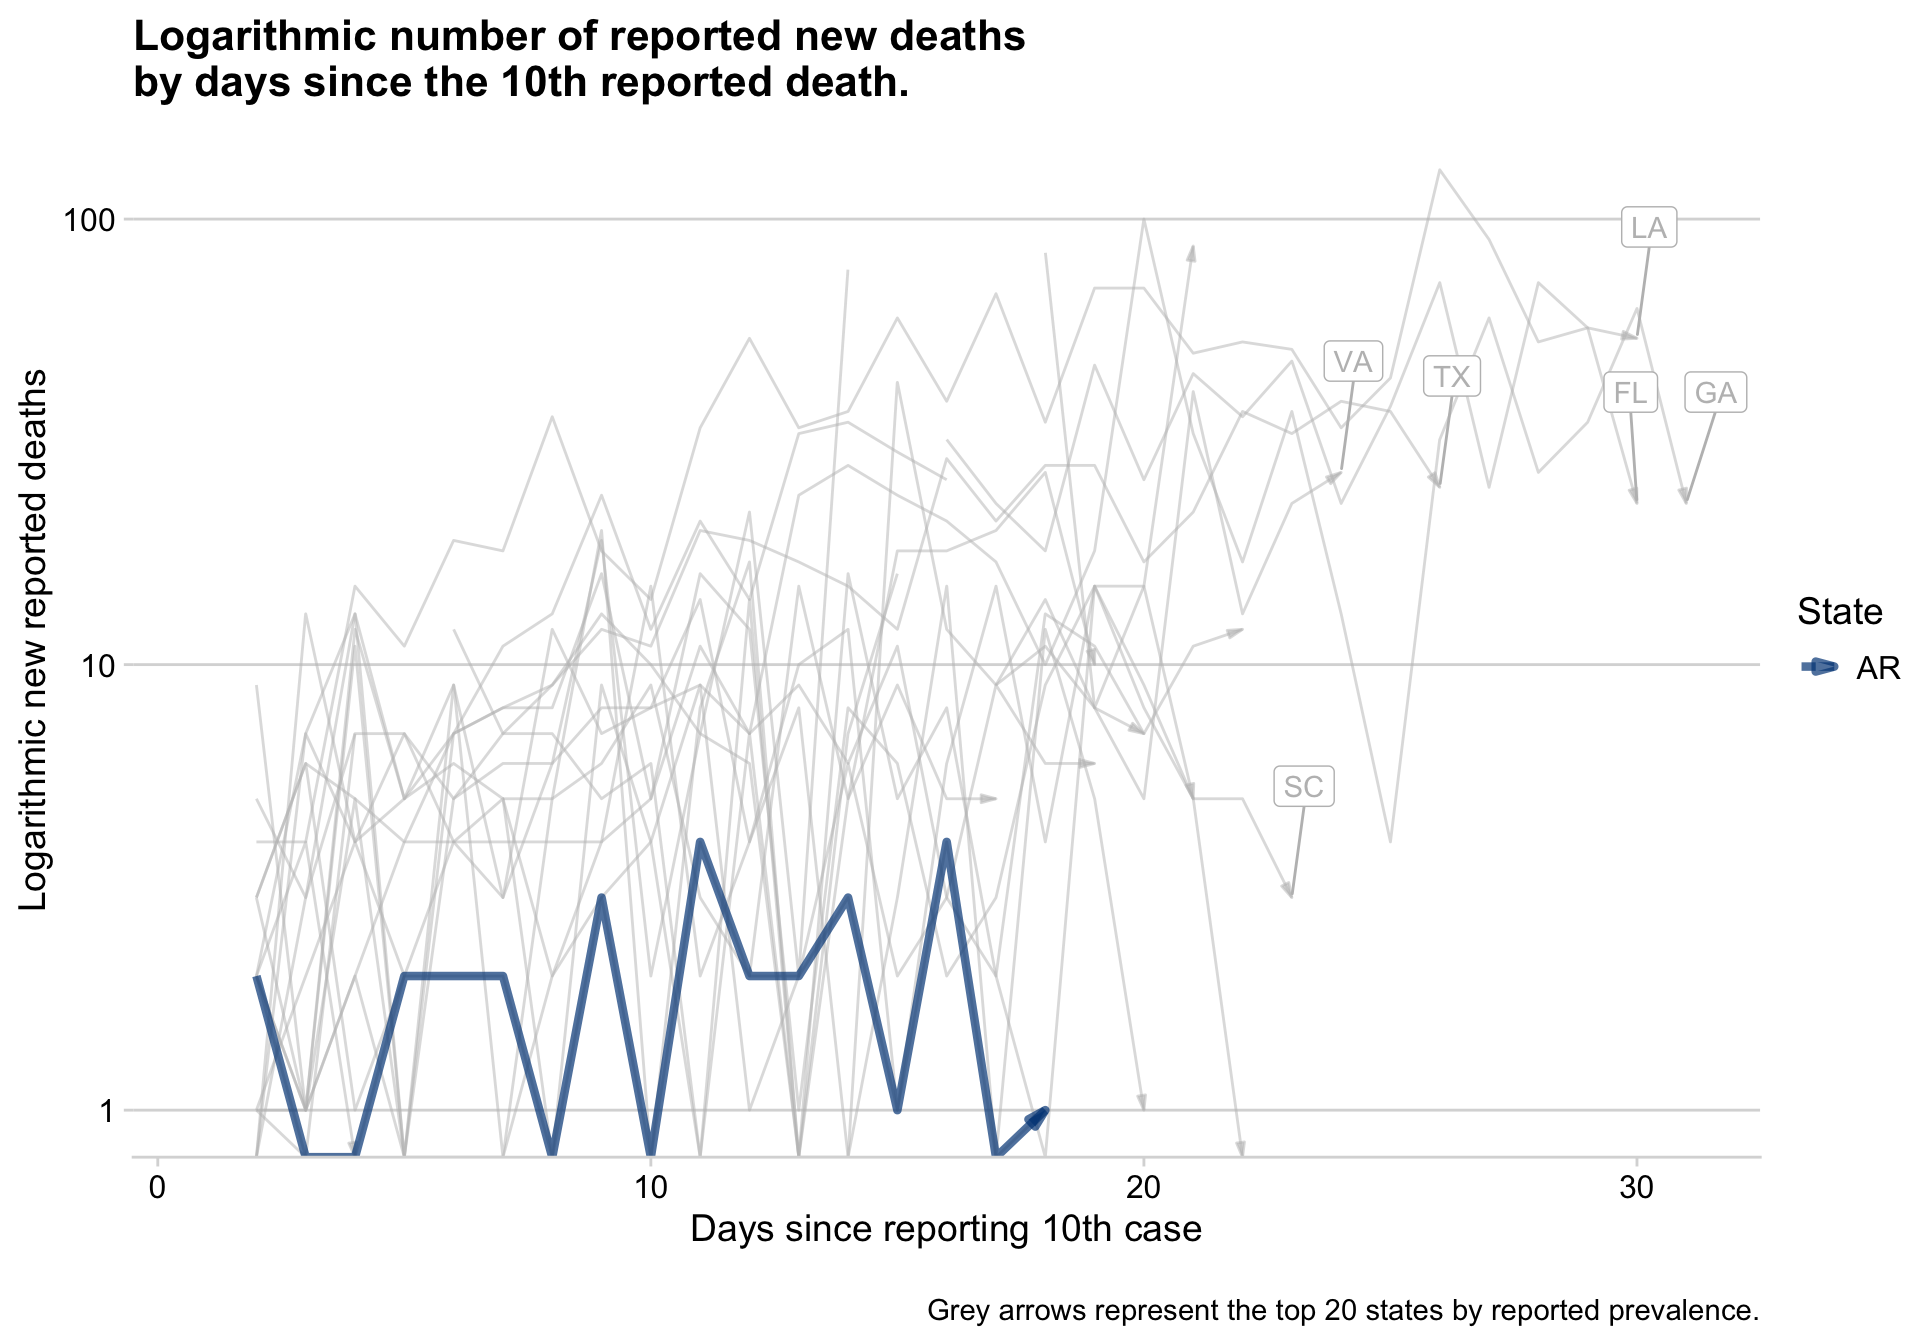 Logarithmic number of reported new deaths
by days since the 10th reported death.
Logarithmic new reported deaths
100
10
1
LA
VA
TX
FL
GA
SC
State
AR
0
10
20
30
Days since reporting 10th case
Grey arrows represent the top 20 states by reported prevalence.